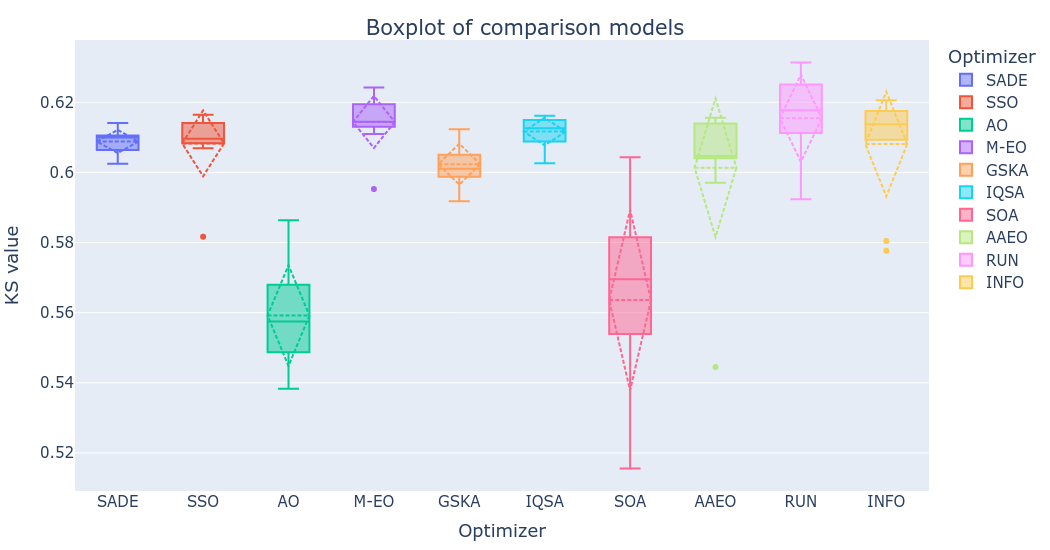 Boxplot of comparison models
KS value
0.62
0.6
0.58
0.56
0.54
0.52
SADE
SSO
AO
M-EO
GSKA
IQSA
SOA
AAEO
RUN
INFO
Optimizer
Optimizer
SADE
SSO
AO
M-EO
GSKA
IQSA
SOA
AAEO
RUN
INFO